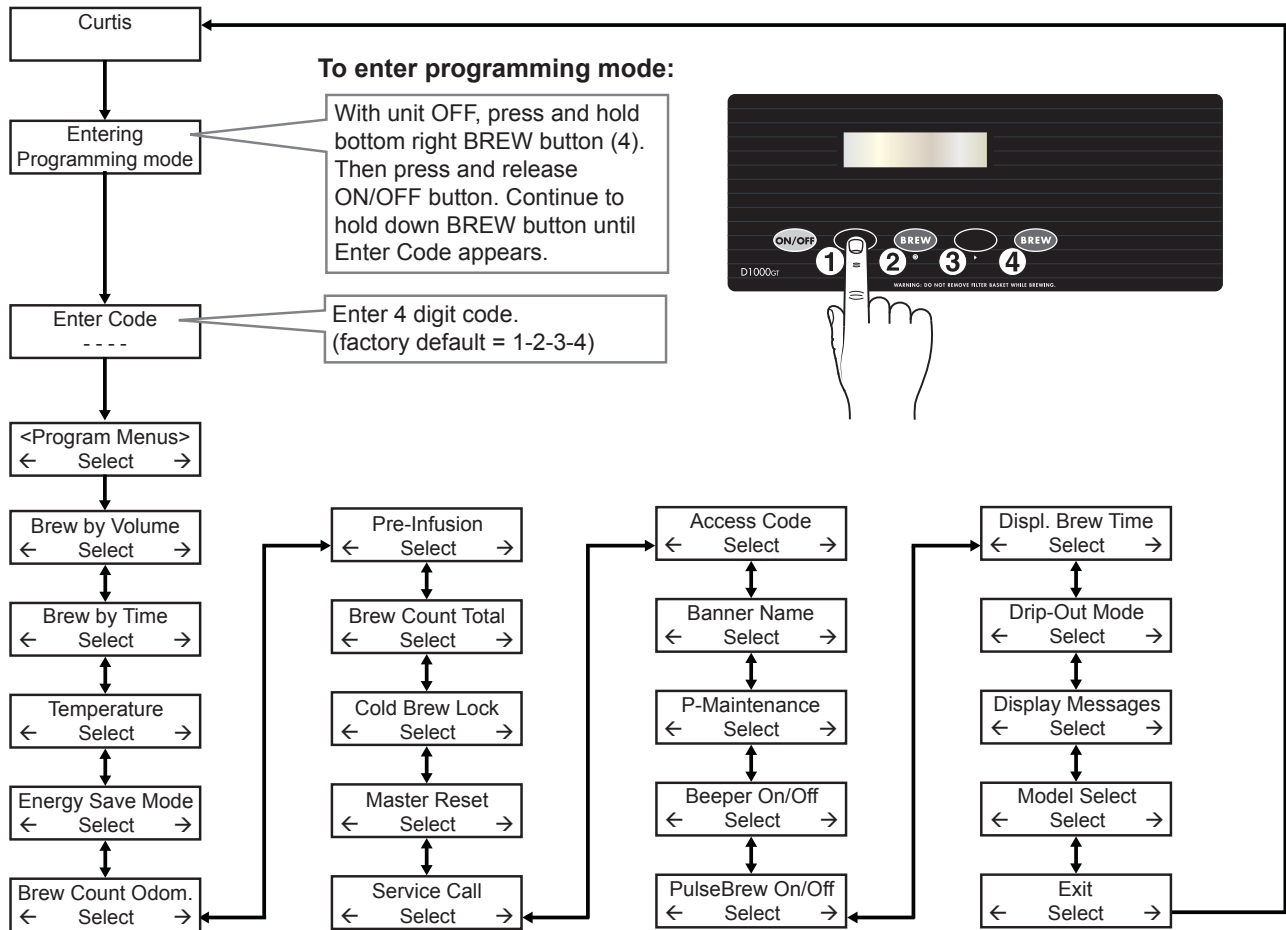 Curtis
To enter programming mode:
Entering
Programming mode
With unit OFF, press and hold
bottom right BREW button (4).
Then press and release
ON/OFF button. Continue to
hold down BREW button until
Enter Code appears.
ON/OFF
BREW
BREW
1
2
3
4
D1000GT
WARNING: DO NOT REMOVE FILTER BASKET WHILE BREWING.
Enter Code
- - - -
Enter 4 digit code.
(factory default = 1-2-3-4)
<Program Menus>
← Select →
Brew by Volume
← Select →
Brew by Time
← Select →
Temperature
← Select →
Energy Save Mode
← Select →
Brew Count Odom.
← Select →
Pre-Infusion
← Select →
Brew Count Total
← Select →
Cold Brew Lock
← Select →
Master Reset
← Select →
Service Call
← Select →
Access Code
← Select →
Banner Name
← Select →
P-Maintenance
← Select →
Beeper On/Off
← Select →
PulseBrew On/Off
← Select →
Displ. Brew Time
← Select →
Drip-Out Mode
← Select →
Display Messages
← Select →
Model Select
← Select →
Exit
← Select →